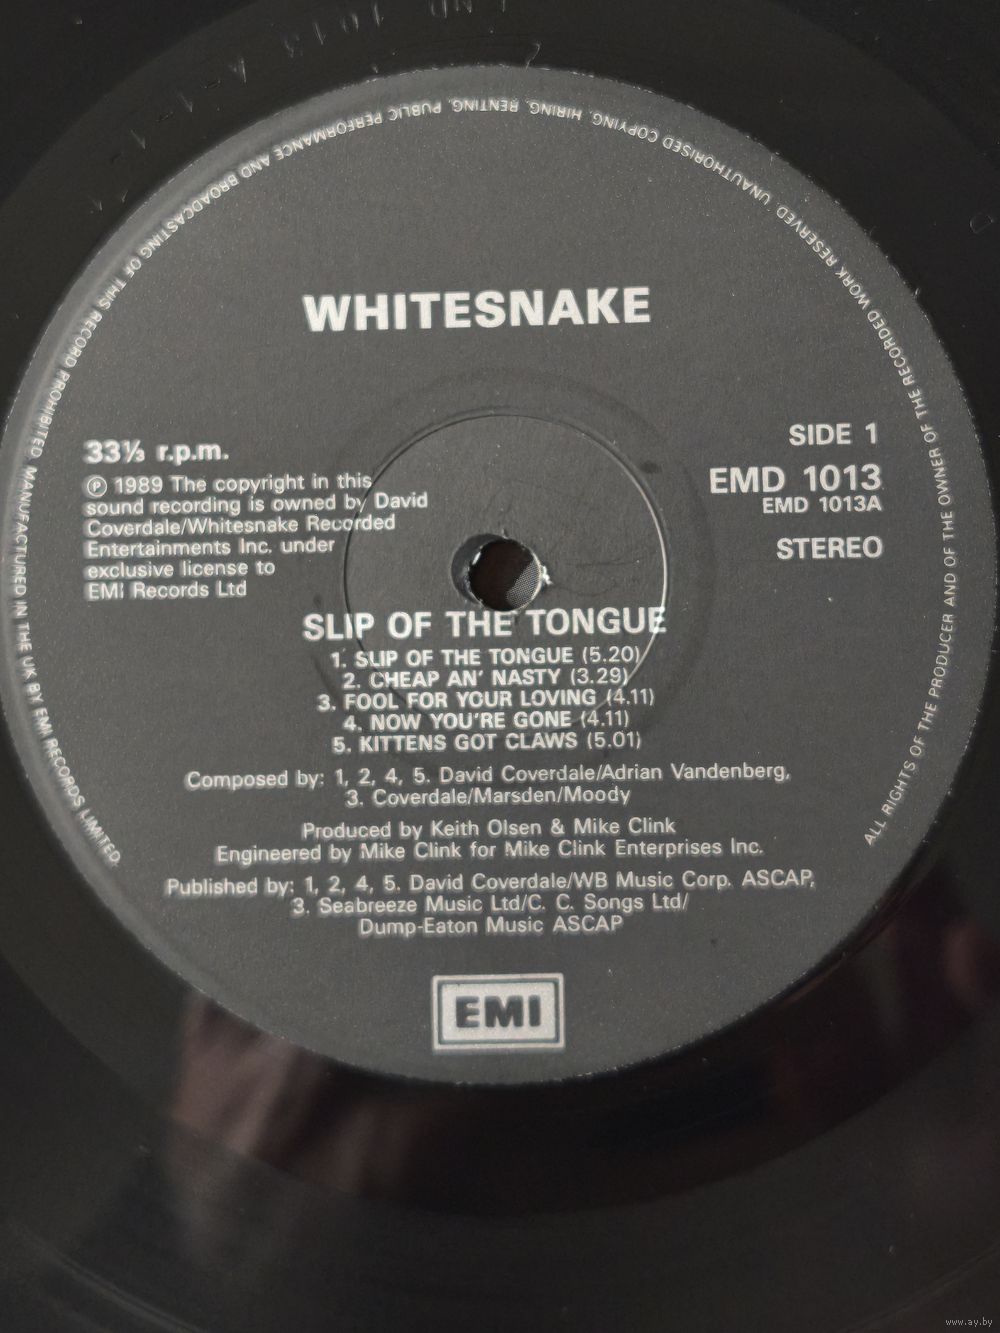 WHITESNAKE
33⅓ r.p.m.
℗ 1989 The copyright in this
sound recording is owned by David
Coverdale/Whitesnake Recorded
Entertainments Inc. under
exclusive license to
EMI Records Ltd
SIDE 1
EMD 1013
EMD 1013A
STEREO
SLIP OF THE TONGUE
1. SLIP OF THE TONGUE (5.20)
2. CHEAP AN' NASTY (3.29)
3. FOOL FOR YOUR LOVING (4.11)
4. NOW YOU'RE GONE (4.11)
5. KITTENS GOT CLAWS (5.01)
Composed by: 1, 2, 4, 5. David Coverdale/Adrian Vandenberg,
3. Coverdale/Marsden/Moody
Produced by Keith Olsen & Mike Clink
Engineered by Mike Clink for Mike Clink Enterprises Inc.
Published by: 1, 2, 4, 5. David Coverdale/WB Music Corp. ASCAP,
3. Seabreeze Music Ltd/C. C. Songs Ltd/
Dump-Eaton Music ASCAP
EMI
ALL RIGHTS OF THE PRODUCER AND OF THE OWNER OF THE RECORDED WORK RESERVED. UNAUTHORISED COPYING, HIRING, RENTING, PUBLIC PERFORMANCE AND BROADCASTING OF THIS RECORD PROHIBITED. MANUFACTURED IN THE UK BY EMI RECORDS LIMITED.
www.ay.by